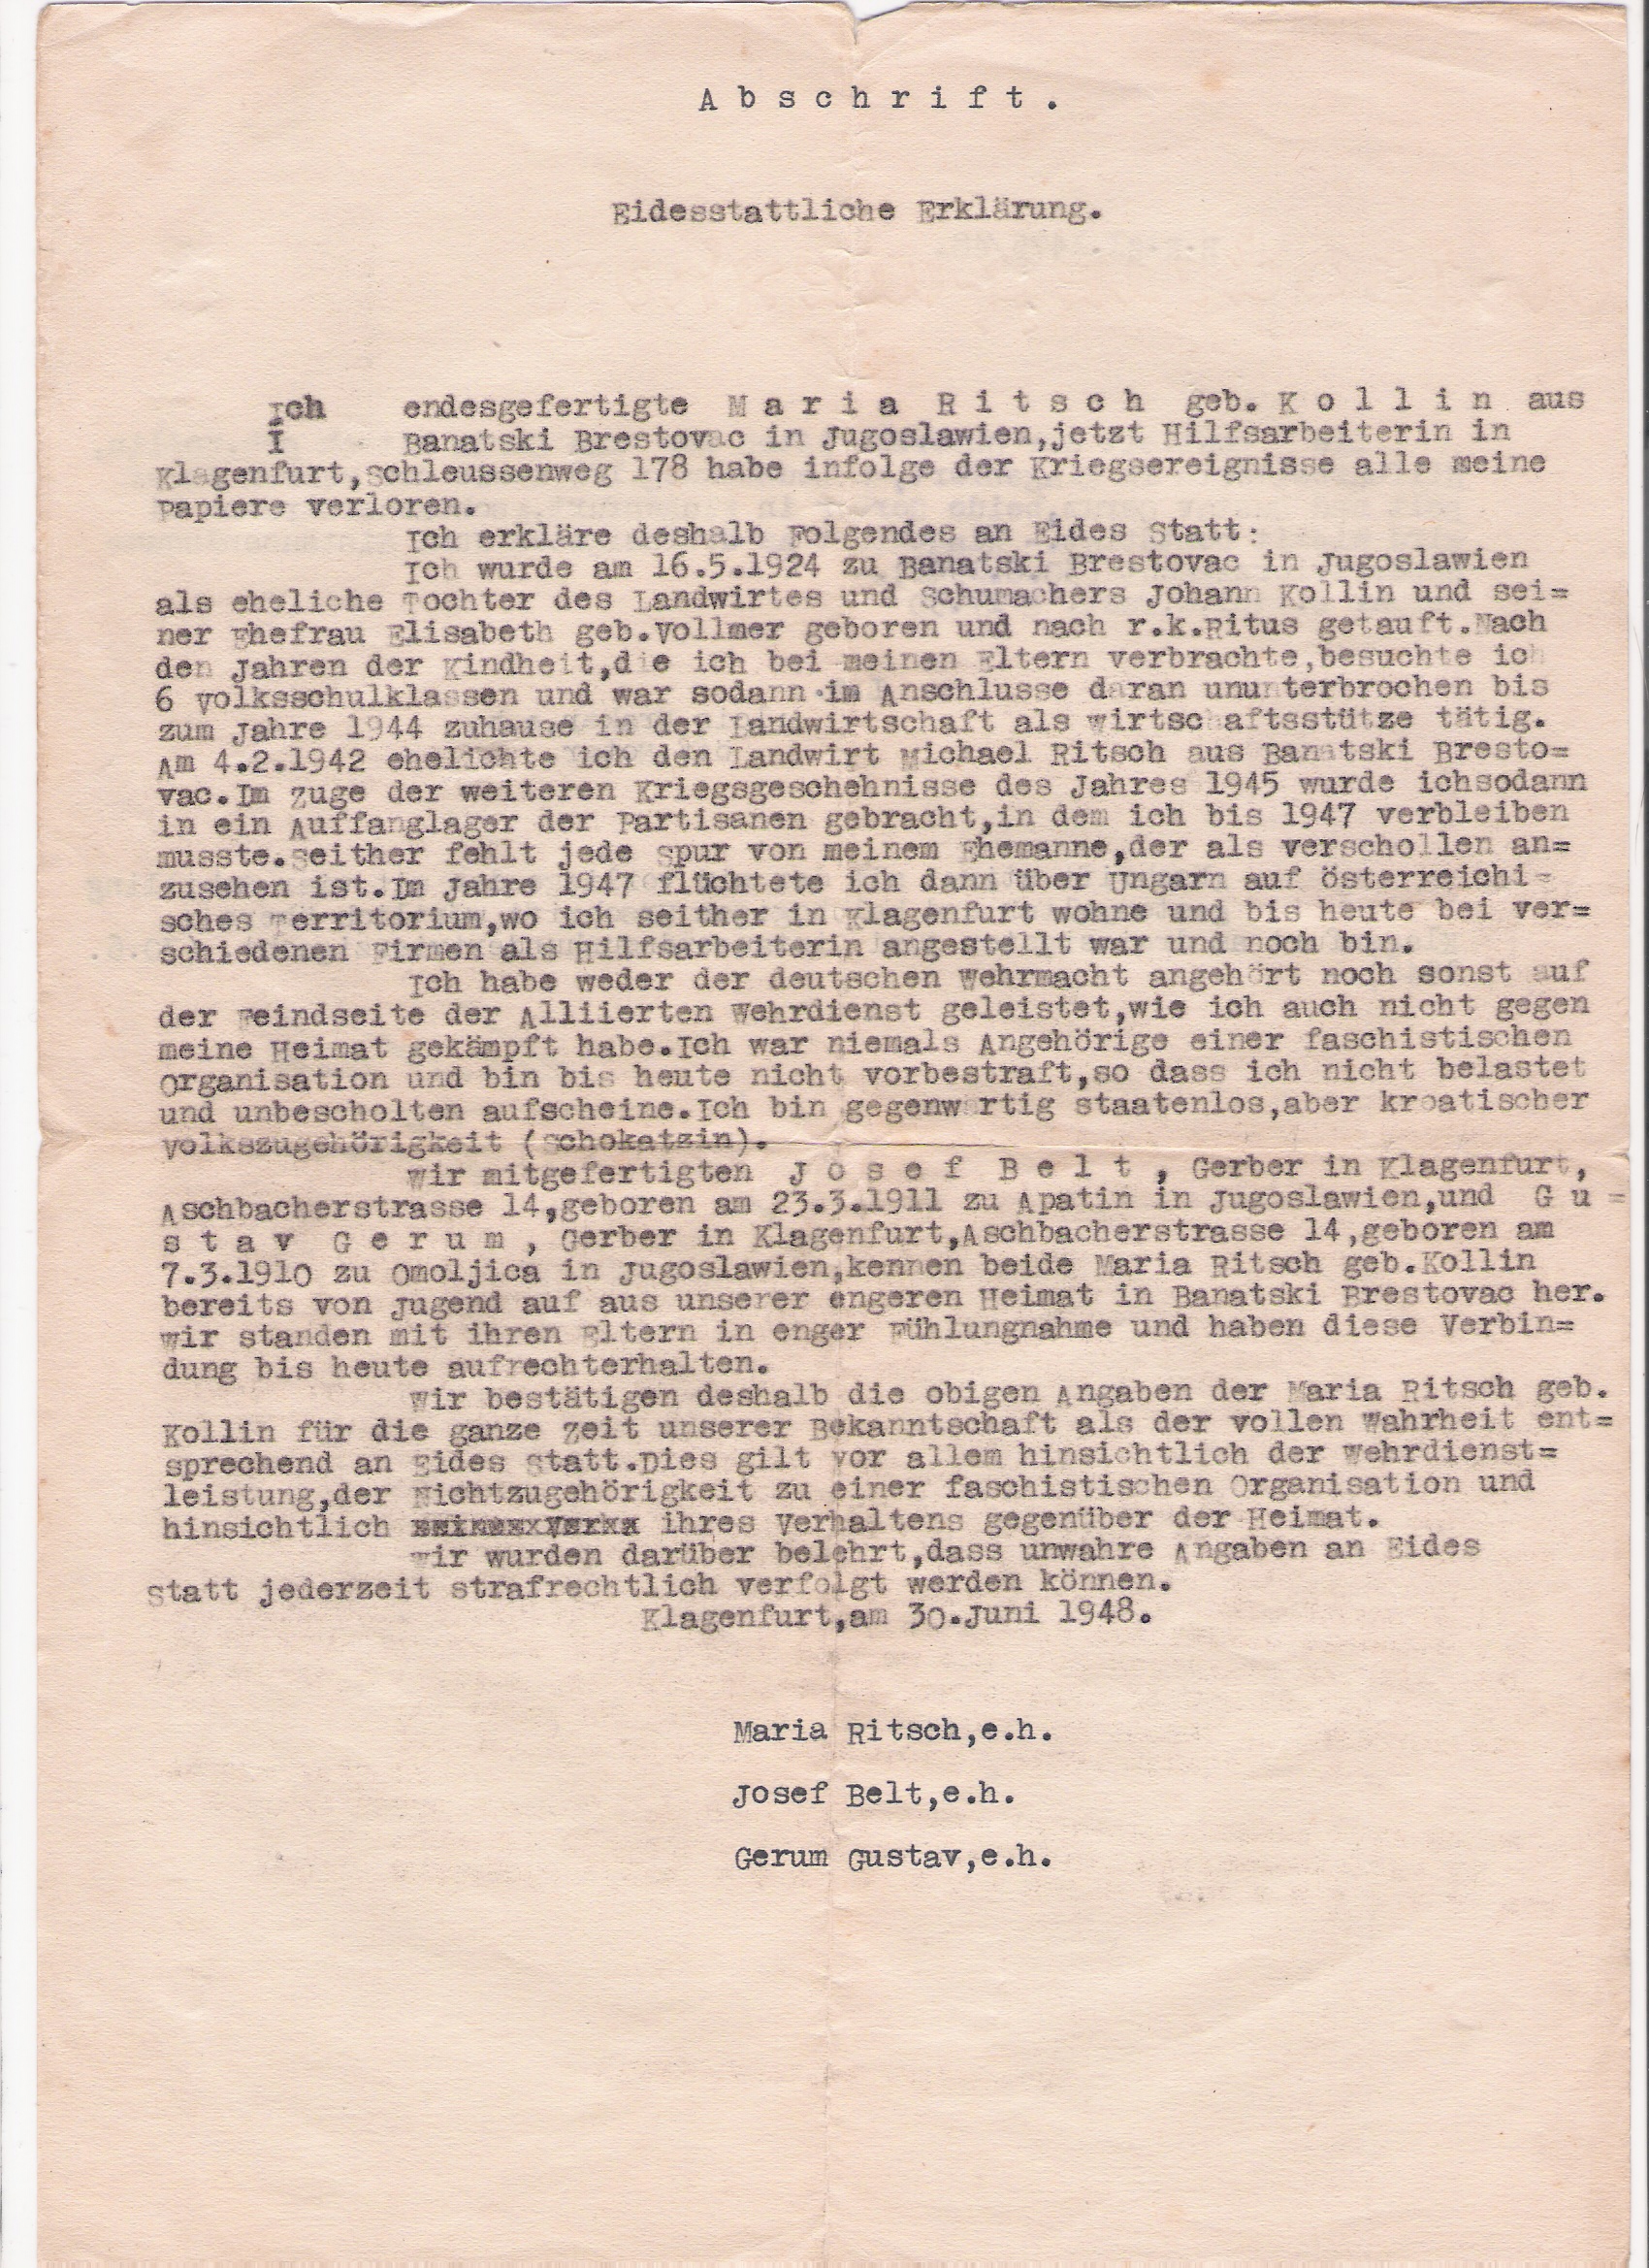 A b s c h r i f t .
Eidesstattliche Erklärung.
Ich endesgefertigte M a r i a R i t s c h geb. K o l l i n aus
I Banatski Brestovac in Jugoslawien,jetzt Hilfsarbeiterin in
Klagenfurt,Schleussenweg 178 habe infolge der Kriegsereignisse alle meine
Papiere verloren.
Ich erkläre deshalb Folgendes an Eides Statt:
Ich wurde am 16.5.1924 zu Banatski Brestovac in Jugoslawien
als eheliche Tochter des Landwirtes und Schumachers Johann Kollin und sei=
ner Ehefrau Elisabeth geb.Vollmer geboren und nach r.k.Ritus getauft.Nach
den Jahren der Kindheit,die ich bei meinen Eltern verbrachte,besuchte ich
6 Volksschulklassen und war sodann im Anschlusse daran ununterbrochen bis
zum Jahre 1944 zuhause in der Landwirtschaft als Wirtschaftsstütze tätig.
Am 4.2.1942 ehelichte ich den Landwirt Michael Ritsch aus Banatski Bresto=
vac.Im Zuge der weiteren Kriegsgeschehnisse des Jahres 1945 wurde ichsodann
in ein Auffanglager der Partisanen gebracht,in dem ich bis 1947 verbleiben
musste.Seither fehlt jede Spur von meinem Ehemanne,der als verschollen an=
zusehen ist.Im Jahre 1947 flüchtete ich dann über Ungarn auf österreichi=
sches Territorium,wo ich seither in Klagenfurt wohne und bis heute bei ver=
schiedenen Firmen als Hilfsarbeiterin angestellt war und noch bin.
Ich habe weder der deutschen Wehrmacht angehört noch sonst auf
der Feindseite der Alliierten Wehrdienst geleistet,wie ich auch nicht gegen
meine Heimat gekämpft habe.Ich war niemals Angehörige einer faschistischen
Organisation und bin bis heute nicht vorbestraft,so dass ich nicht belastet
und unbescholten aufscheine.Ich bin gegenwärtig staatenlos,aber kroatischer
Volkszugehörigkeit (Schokatzin).
Wir mitgefertigten J o s e f B e l t , Gerber in Klagenfurt,
Aschbacherstrasse 14,geboren am 23.3.1911 zu Apatin in Jugoslawien,und G u =
s t a v G e r u m , Gerber in Klagenfurt,Aschbacherstrasse 14,geboren am
7.3.1910 zu Omoljica in Jugoslawien,kennen beide Maria Ritsch geb.Kollin
bereits von Jugend auf aus unserer engeren Heimat in Banatski Brestovac her.
Wir standen mit ihren Eltern in enger Fühlungnahme und haben diese Verbin=
dung bis heute aufrechterhalten.
Wir bestätigen deshalb die obigen Angaben der Maria Ritsch geb.
Kollin für die ganze Zeit unserer Bekanntschaft als der vollen Wahrheit ent=
sprechend an Eides Statt.Dies gilt vor allem hinsichtlich der Wehrdienst=
leistung,der Nichtzugehörigkeit zu einer faschistischen Organisation und
hinsichtlich ihres Verhaltens gegenüber der Heimat.
Wir wurden darüber belehrt,dass unwahre Angaben an Eides
Statt jederzeit strafrechtlich verfolgt werden können.
Klagenfurt,am 30.Juni 1948.
Maria Ritsch,e.h.
Josef Belt,e.h.
Gerum Gustav,e.h.